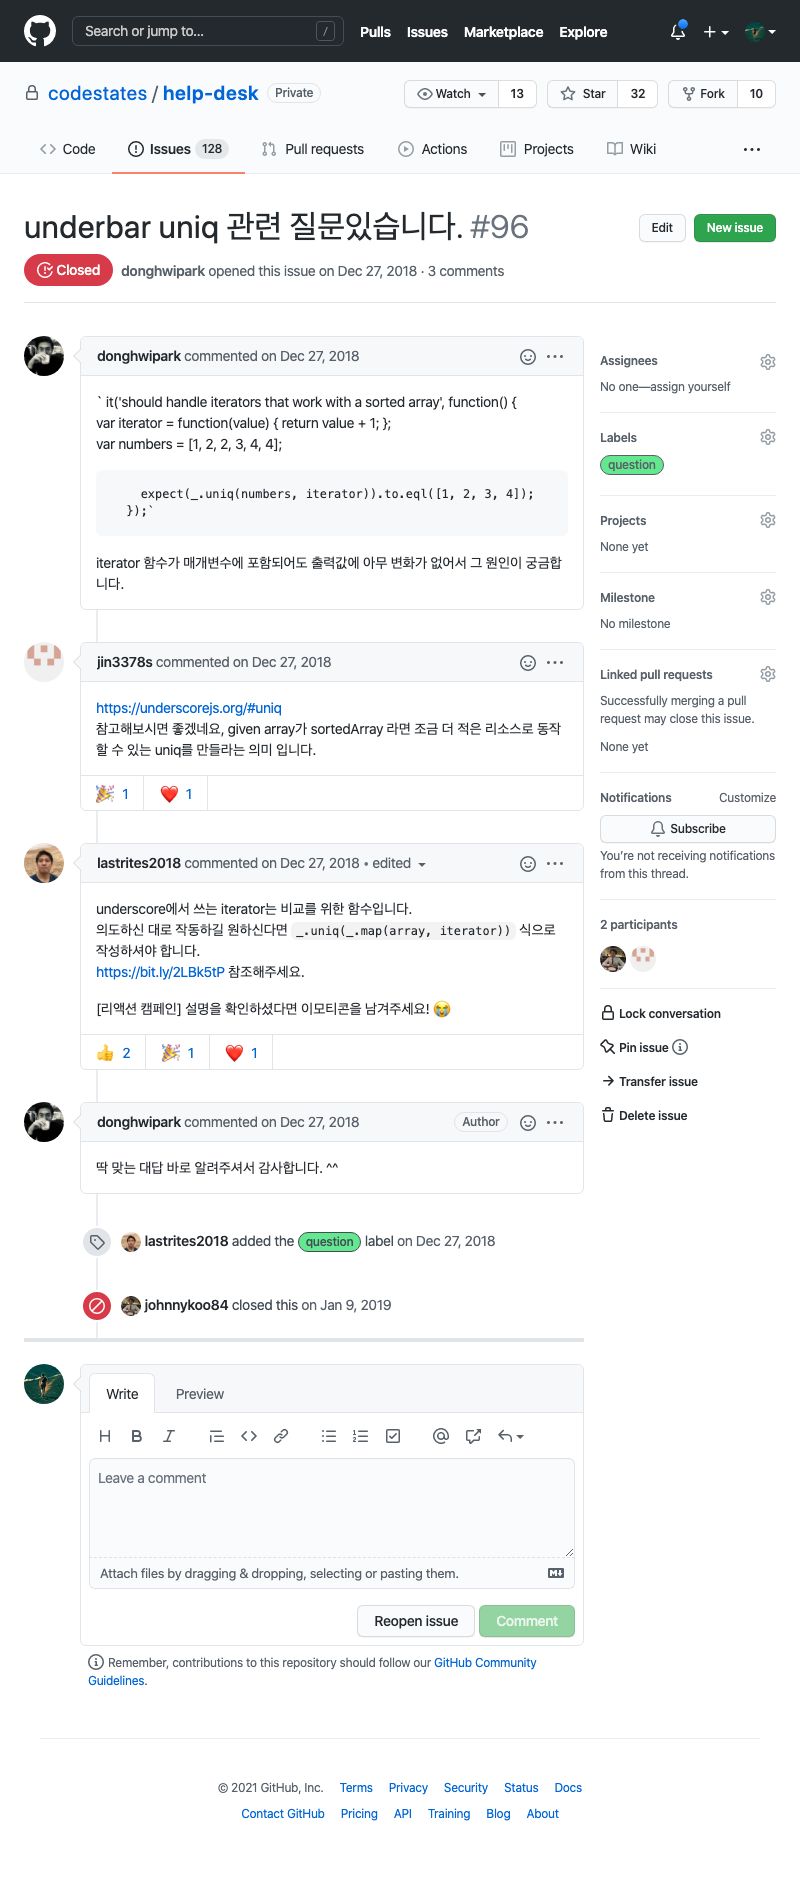 Search or jump to...
/
Pulls Issues Marketplace Explore
codestates / help-desk Private
Watch 13 Star 32 Fork 10
Code Issues 128 Pull requests Actions Projects Wiki
underbar uniq 관련 질문있습니다. #96
Edit New issue
Closed donghwipark opened this issue on Dec 27, 2018 · 3 comments
donghwipark commented on Dec 27, 2018
` it('should handle iterators that work with a sorted array', function() {
var iterator = function(value) { return value + 1; };
var numbers = [1, 2, 2, 3, 4, 4];
expect(_.uniq(numbers, iterator)).to.eql([1, 2, 3, 4]);
});`
iterator 함수가 매개변수에 포함되어도 출력값에 아무 변화가 없어서 그 원인이 궁금합
니다.
jin3378s commented on Dec 27, 2018
https://underscorejs.org/#uniq
참고해보시면 좋겠네요, given array가 sortedArray 라면 조금 더 적은 리소스로 동작
할 수 있는 uniq를 만들라는 의미 입니다.
🎉 1 ❤️ 1
lastrites2018 commented on Dec 27, 2018 • edited
underscore에서 쓰는 iterator는 비교를 위한 함수입니다.
의도하신 대로 작동하길 원하신다면 _.uniq(_.map(array, iterator)) 식으로
작성하셔야 합니다.
https://bit.ly/2LBk5tP 참조해주세요.
[리액션 캠페인] 설명을 확인하셨다면 이모티콘을 남겨주세요! 😭
👍 2 🎉 1 ❤️ 1
donghwipark commented on Dec 27, 2018 Author
딱 맞는 대답 바로 알려주셔서 감사합니다. ^^
lastrites2018 added the question label on Dec 27, 2018
johnnykoo84 closed this on Jan 9, 2019
Assignees
No one—assign yourself
Labels
question
Projects
None yet
Milestone
No milestone
Linked pull requests
Successfully merging a pull
request may close this issue.
None yet
Notifications Customize
Subscribe
You're not receiving notifications
from this thread.
2 participants
Lock conversation
Pin issue
Transfer issue
Delete issue
Write Preview
H B I
Leave a comment
Attach files by dragging & dropping, selecting or pasting them.
Reopen issue Comment
Remember, contributions to this repository should follow our GitHub Community
Guidelines.
© 2021 GitHub, Inc. Terms Privacy Security Status Docs
Contact GitHub Pricing API Training Blog About